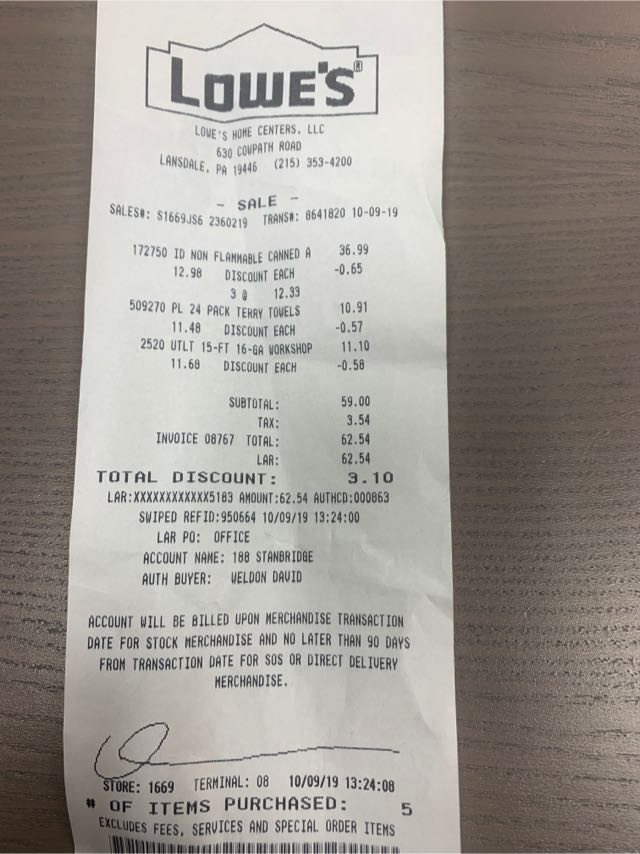 LOWE'S®
LOWE'S HOME CENTERS, LLC
630 COWPATH ROAD
LANSDALE, PA 19446 (215) 353-4200
- SALE -
SALES#: S1669JS6 2360219 TRANS#: 8641820 10-09-19
172750 ID NON FLAMMABLE CANNED A 36.99
12.98 DISCOUNT EACH -0.65
3 @ 12.33
509270 PL 24 PACK TERRY TOWELS 10.91
11.48 DISCOUNT EACH -0.57
2520 UTLT 15-FT 16-GA WORKSHOP 11.10
11.68 DISCOUNT EACH -0.58
SUBTOTAL: 59.00
TAX: 3.54
INVOICE 08767 TOTAL: 62.54
LAR: 62.54
TOTAL DISCOUNT: 3.10
LAR:XXXXXXXXXXXX5183 AMOUNT:62.54 AUTHCD:000863
SWIPED REFID:950664 10/09/19 13:24:00
LAR PO: OFFICE
ACCOUNT NAME: 188 STANBRIDGE
AUTH BUYER: WELDON DAVID
ACCOUNT WILL BE BILLED UPON MERCHANDISE TRANSACTION
DATE FOR STOCK MERCHANDISE AND NO LATER THAN 90 DAYS
FROM TRANSACTION DATE FOR SOS OR DIRECT DELIVERY
MERCHANDISE.
STORE: 1669 TERMINAL: 08 10/09/19 13:24:08
# OF ITEMS PURCHASED: 5
EXCLUDES FEES, SERVICES AND SPECIAL ORDER ITEMS